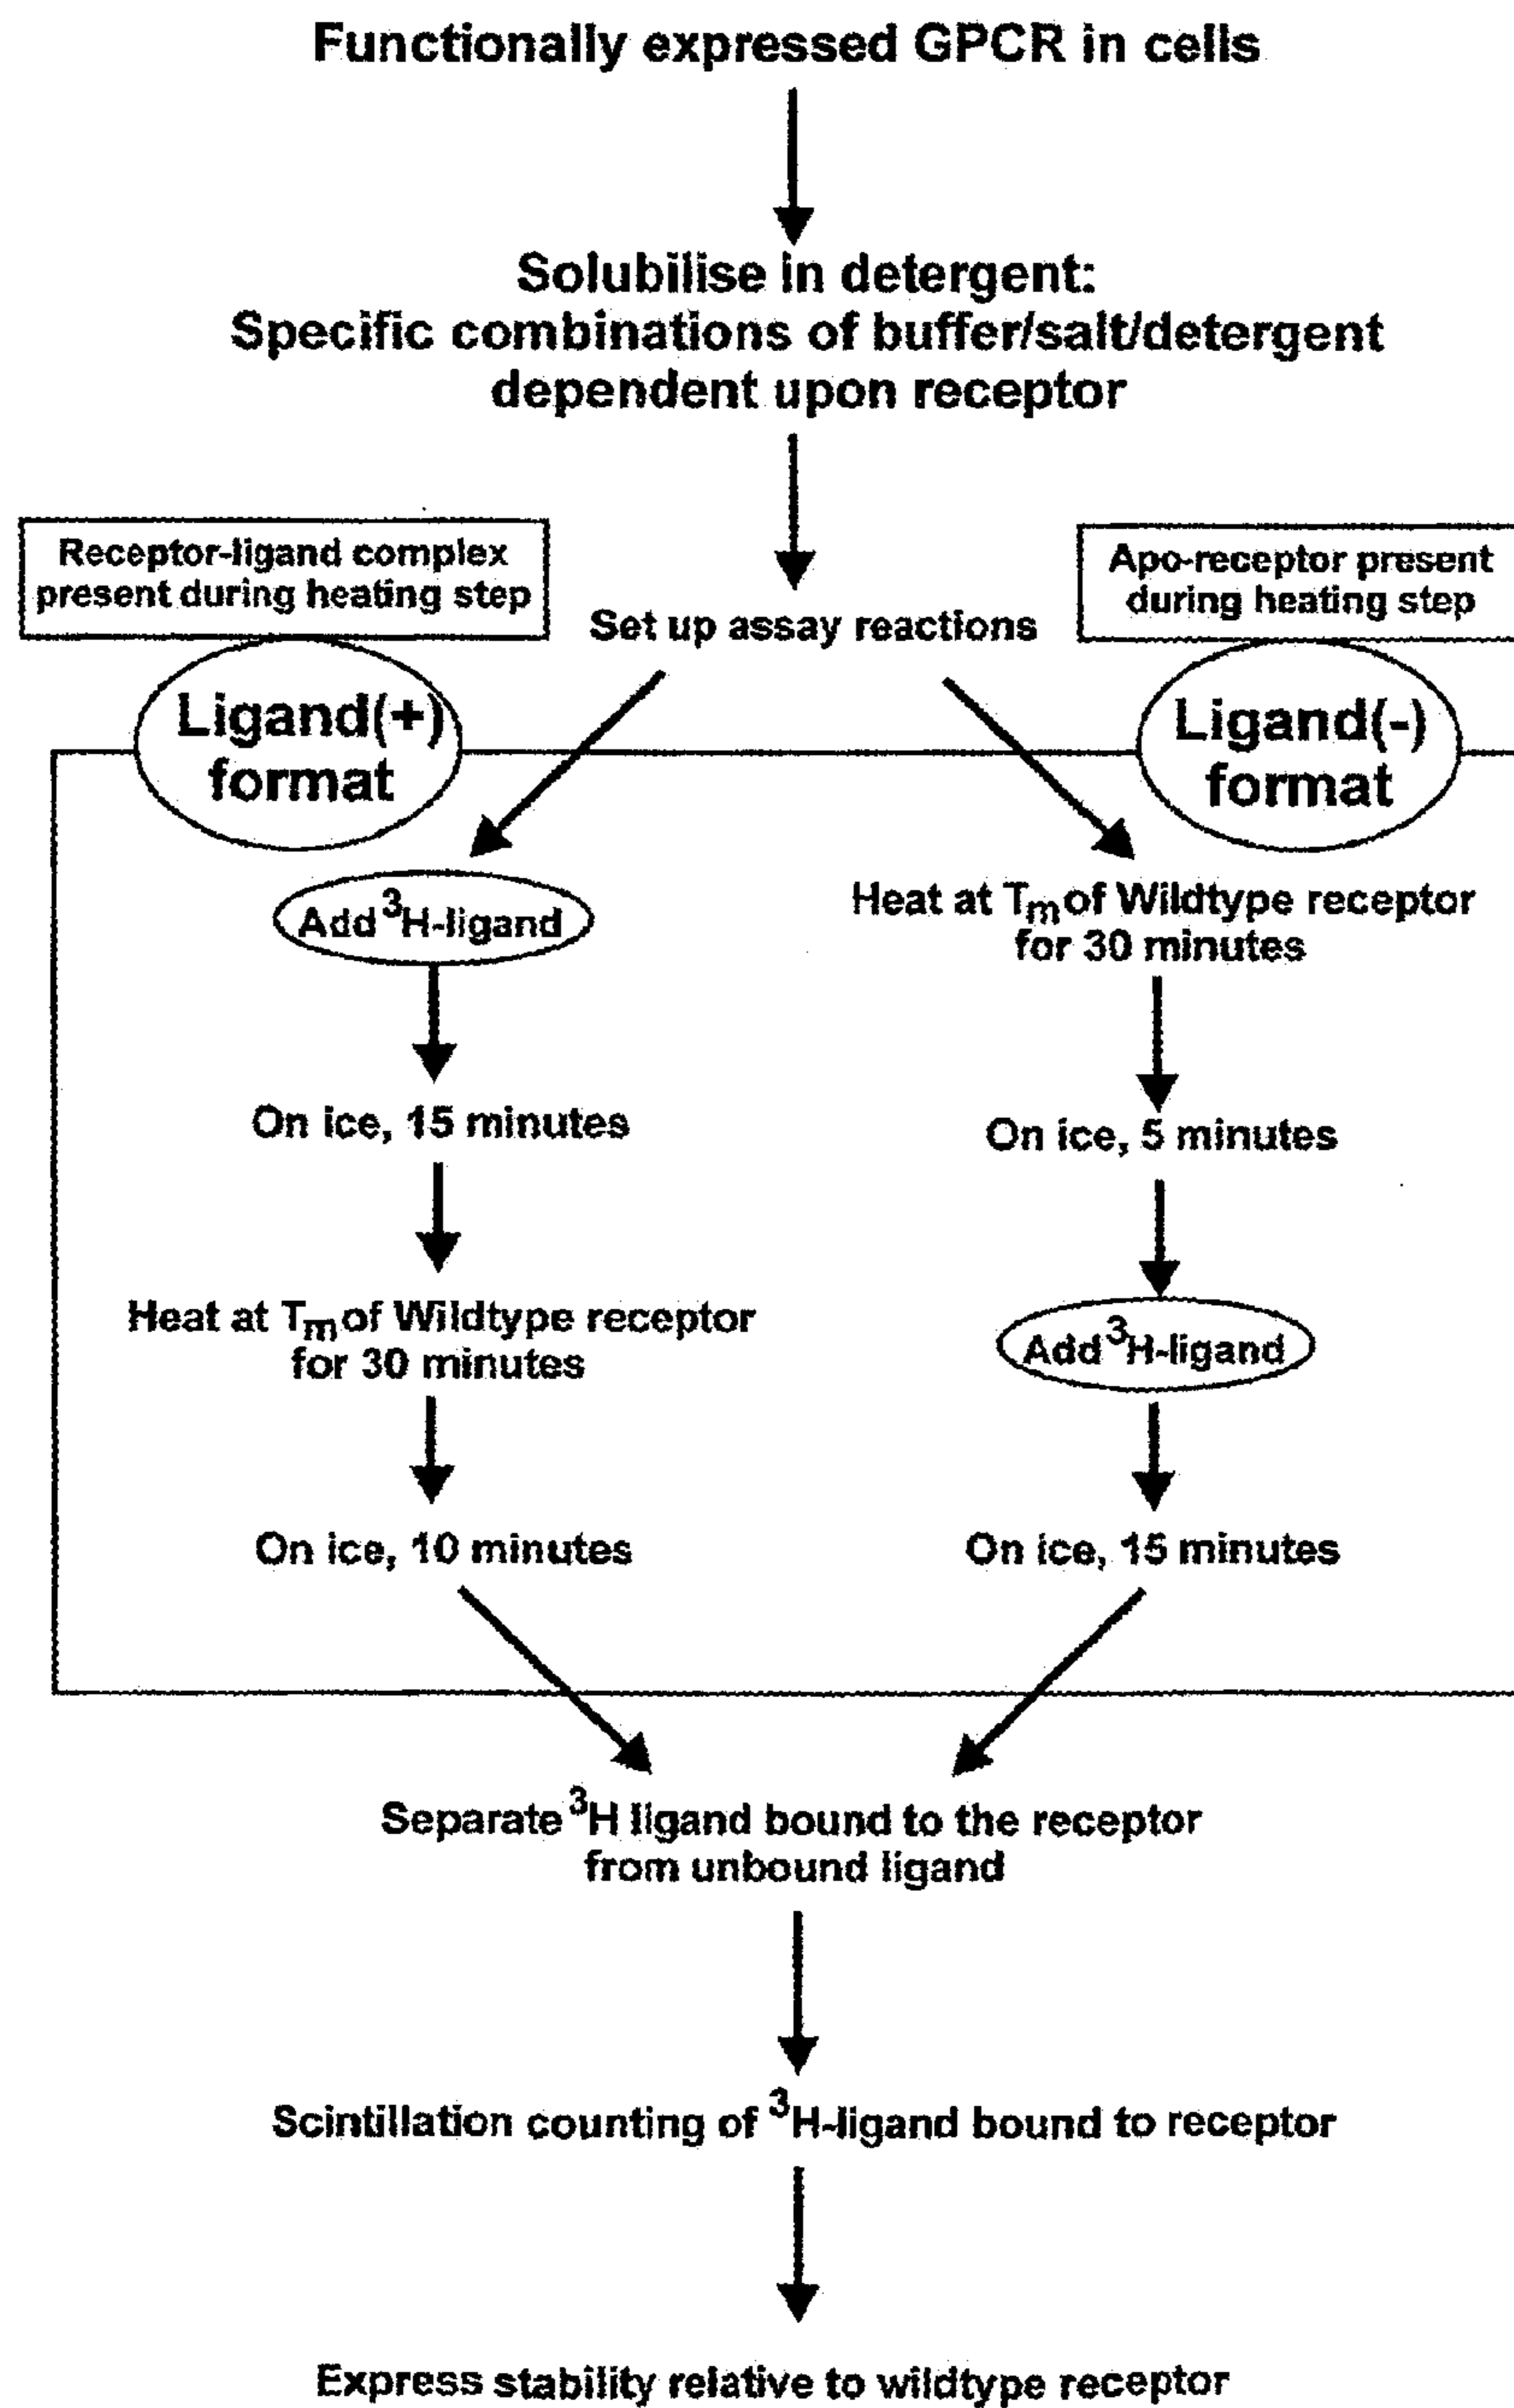 Functionally expressed GPCR in cells
Solubilise in detergent:
Specific combinations of buffer/salt/detergent
dependent upon receptor
Receptor-ligand complex
present during heating step
Apo-receptor present
during heating step
Set up assay reactions
Ligand(+)
format
Ligand(-)
format
Add ³H-ligand
On ice, 15 minutes
Heat at Tm of Wildtype receptor
for 30 minutes
On ice, 10 minutes
Heat at Tm of Wildtype receptor
for 30 minutes
On ice, 5 minutes
Add ³H-ligand
On ice, 15 minutes
Separate ³H ligand bound to the receptor
from unbound ligand
Scintillation counting of ³H-ligand bound to receptor
Express stability relative to wildtype receptor